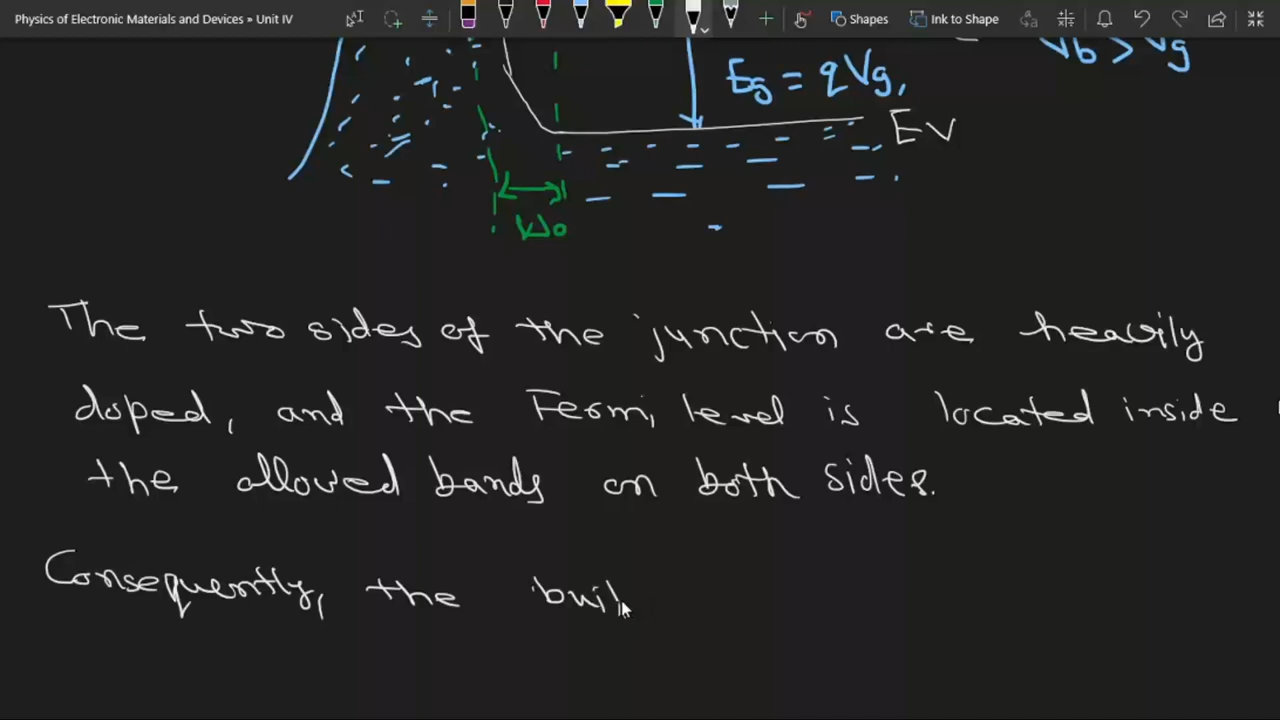 Physics of Electronic Materials and Devices » Unit IV
Shapes
Ink to Shape
Vb > Vg
Eg = qVg,
EV
W0
The two sides of the junction are heavily
doped, and the Fermi level is located inside
the allowed bands on both sides.
Consequently, the buil